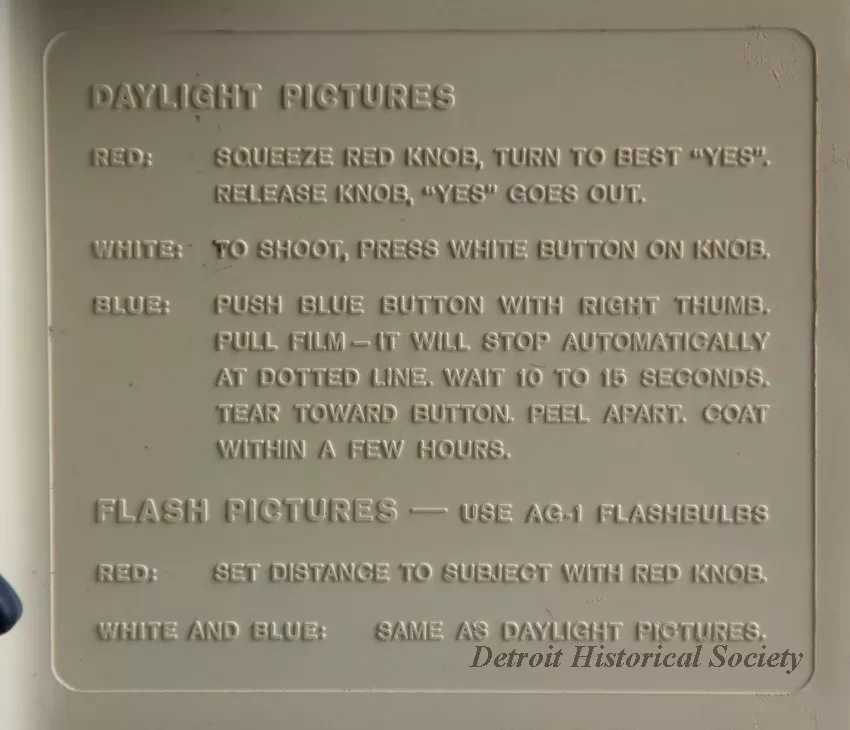 DAYLIGHT PICTURES
RED: SQUEEZE RED KNOB, TURN TO BEST “YES”.
RELEASE KNOB, “YES” GOES OUT.
WHITE: TO SHOOT, PRESS WHITE BUTTON ON KNOB.
BLUE: PUSH BLUE BUTTON WITH RIGHT THUMB.
PULL FILM — IT WILL STOP AUTOMATICALLY
AT DOTTED LINE. WAIT 10 TO 15 SECONDS.
TEAR TOWARD BUTTON. PEEL APART. COAT
WITHIN A FEW HOURS.
FLASH PICTURES — USE AG-1 FLASHBULBS
RED: SET DISTANCE TO SUBJECT WITH RED KNOB.
WHITE AND BLUE: SAME AS DAYLIGHT PICTURES.
Detroit Historical Society